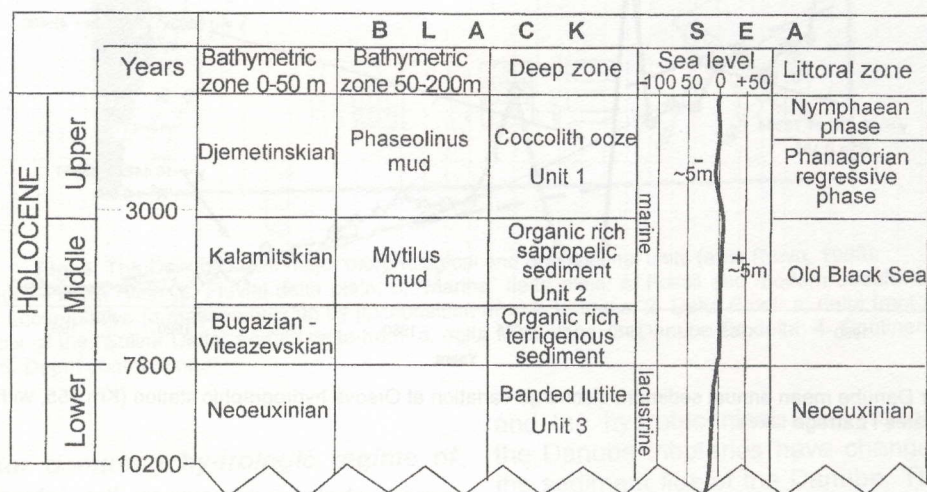 B L A C K S E A
Years
Bathymetric
zone 0-50 m
Bathymetric
zone 50-200m
Deep zone
Sea level
-100 50 0 +50
Littoral zone
HOLOCENE
Upper
Djemetinskian
Phaseolinus
mud
Coccolith ooze
Unit 1
-
~5m
Nymphaean
phase
Phanagorian
regressive
phase
3000
Middle
Kalamitskian
Mytilus
mud
Organic rich
sapropelic
sediment
Unit 2
marine
+
~5m
Old Black Sea
Bugazian -
Viteazevskian
Organic rich
terrigenous
sediment
7800
Lower
Neoeuxinian
Banded lutite
Unit 3
lacustrine
Neoeuxinian
10200